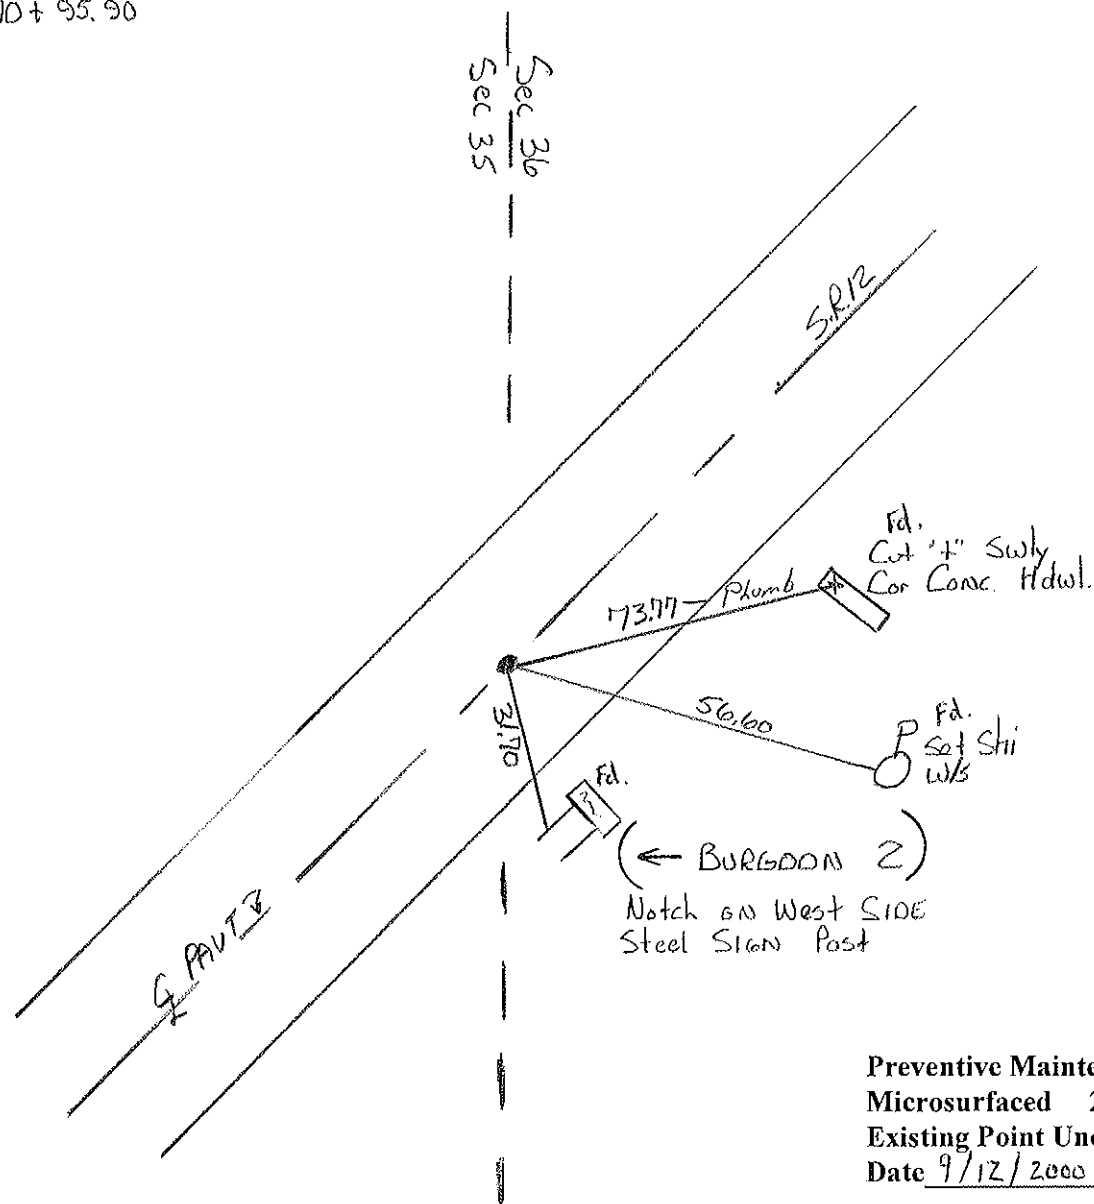 10+95.90
Sec 36
Sec 35
S.R.12
Fd.
Cut "+" Swly
Cor Conc. Hdwl.
73.77 Plumb
56.60
P Fd.
Set Shi
W/s
31.70
Fd.
(← BURGOON 2)
Notch ON West SIDE
Steel SIGN Post
℄ PAVT
Preventive Mainte
Microsurfaced 2
Existing Point Und
Date 9/12/2000